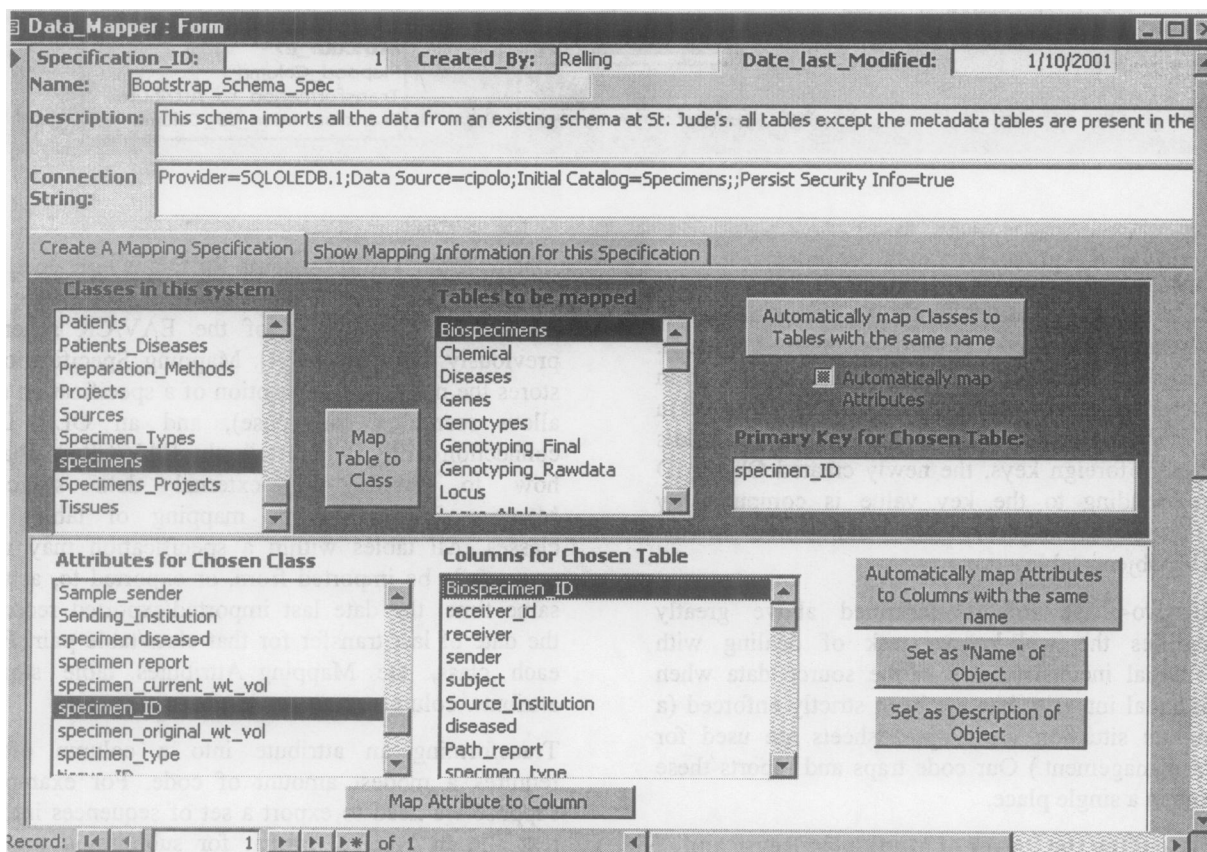 Data_Mapper : Form
Specification_ID: 1 Created_By: Relling Date_last_Modified: 1/10/2001
Name: Bootstrap_Schema_Spec
Description: This schema imports all the data from an existing schema at St. Jude's. all tables except the metadata tables are present in the
Connection String: Provider=SQLOLEDB.1;Data Source=cipolo;Initial Catalog=Specimens;;Persist Security Info=true
Create A Mapping Specification Show Mapping Information for this Specification
Classes in this system
Patients
Patients_Diseases
Preparation_Methods
Projects
Sources
Specimen_Types
specimens
Specimens_Projects
Tissues
Map
Table to
Class
Tables to be mapped
Biospecimens
Chemical
Diseases
Genes
Genotypes
Genotyping_Final
Genotyping_Rawdata
Locus
Automatically map Classes to
Tables with the same name
Automatically map
Attributes
Primary Key for Chosen Table:
specimen_ID
Attributes for Chosen Class
Sample_sender
Sending_Institution
specimen diseased
specimen report
specimen_current_wt_vol
specimen_ID
specimen_original_wt_vol
specimen_type
Columns for Chosen Table
Biospecimen_ID
receiver_id
receiver
sender
subject
Source_Institution
diseased
Path_report
specimen_type
Automatically map Attributes
to Columns with the same
name
Set as "Name" of
Object
Set as Description of
Object
Map Attribute to Column
Record: 1 of 1